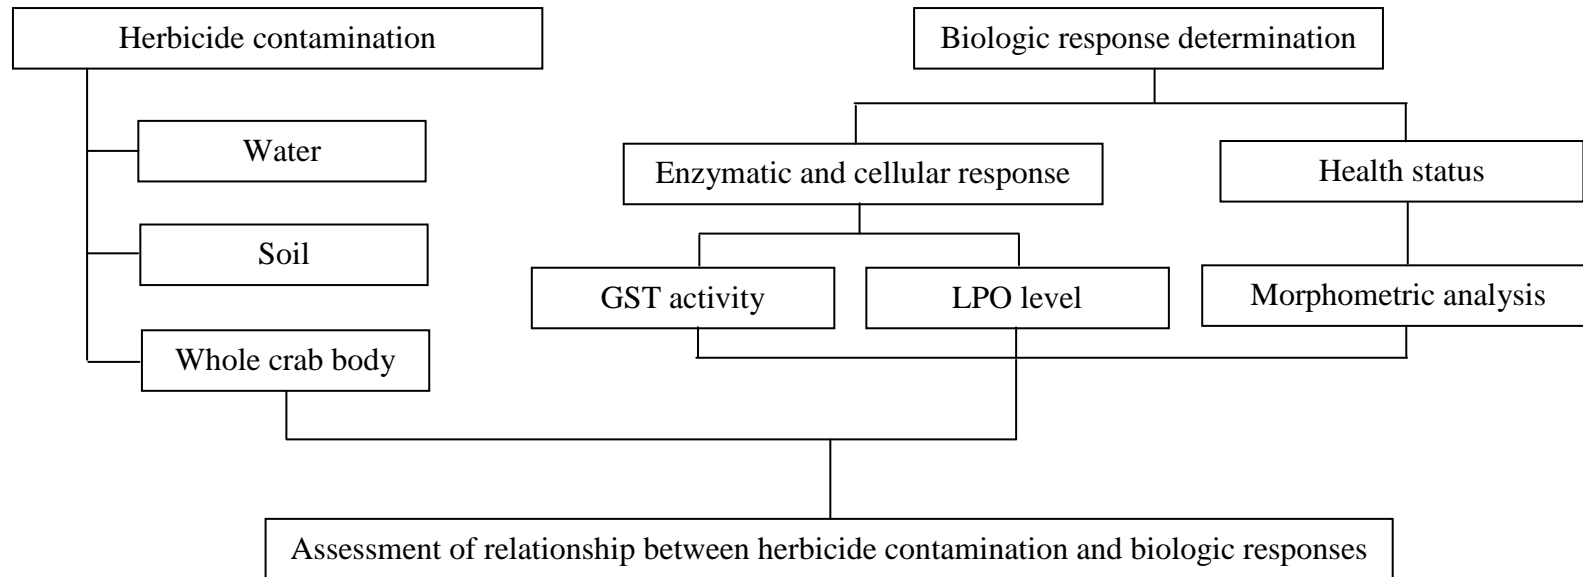 Herbicide contamination
Biologic response determination
Water
Enzymatic and cellular response
Health status
Soil
GST activity
LPO level
Morphometric analysis
Whole crab body
Assessment of relationship between herbicide contamination and biologic responses